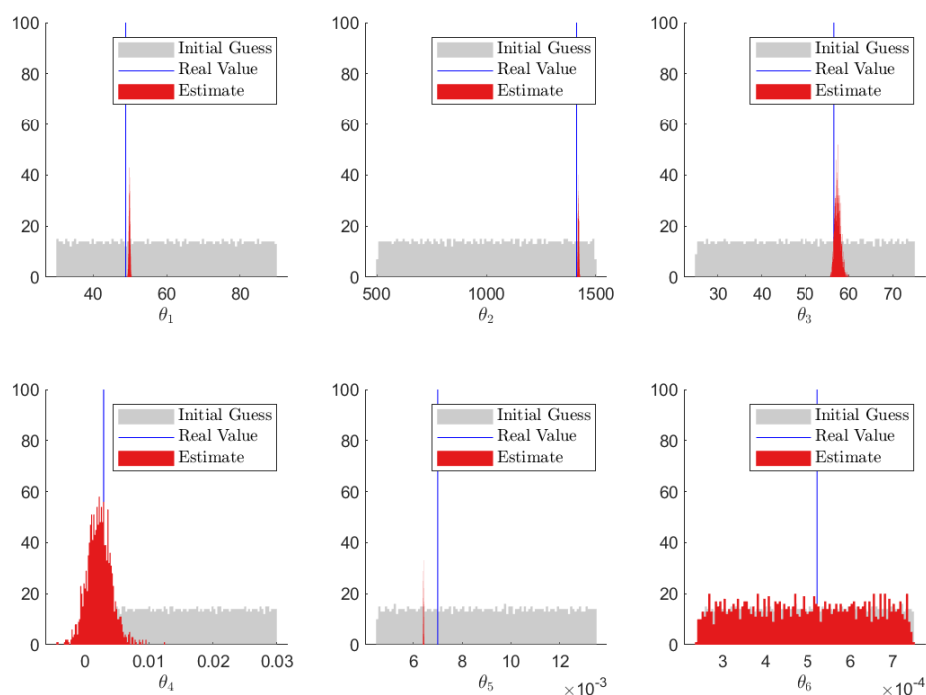 100
80
60
40
20
0
Initial Guess
Real Value
Estimate
40 60 80
θ1
100
80
60
40
20
0
Initial Guess
Real Value
Estimate
500 1000 1500
θ2
100
80
60
40
20
0
Initial Guess
Real Value
Estimate
30 40 50 60 70
θ3
100
80
60
40
20
0
Initial Guess
Real Value
Estimate
0 0.01 0.02 0.03
θ4
100
80
60
40
20
0
Initial Guess
Real Value
Estimate
6 8 10 12
θ5
×10-3
100
80
60
40
20
0
Initial Guess
Real Value
Estimate
3 4 5 6 7
θ6
×10-4